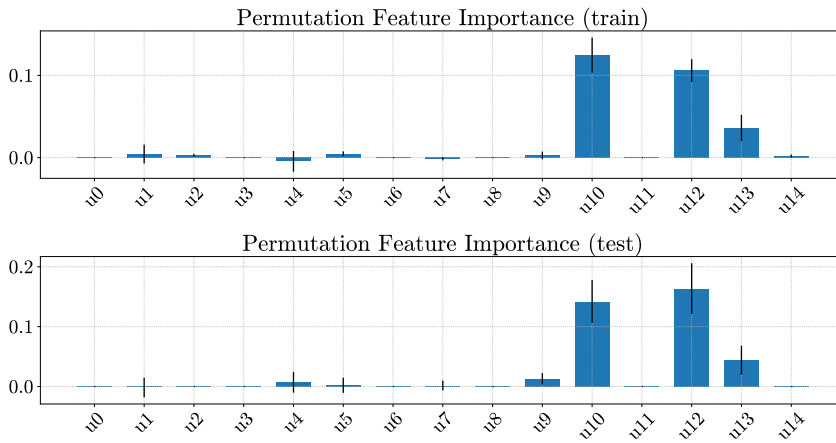 Permutation Feature Importance (train)
0.1
0.0
u0 u1 u2 u3 u4 u5 u6 u7 u8 u9 u10 u11 u12 u13 u14
Permutation Feature Importance (test)
0.2
0.1
0.0
u0 u1 u2 u3 u4 u5 u6 u7 u8 u9 u10 u11 u12 u13 u14